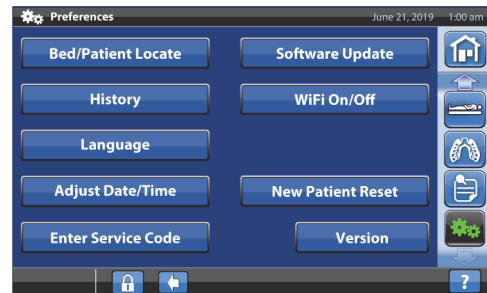 Preferences
June 21, 2019 1:00 am
Bed/Patient Locate
Software Update
History
WiFi On/Off
Language
Adjust Date/Time
New Patient Reset
Enter Service Code
Version
?